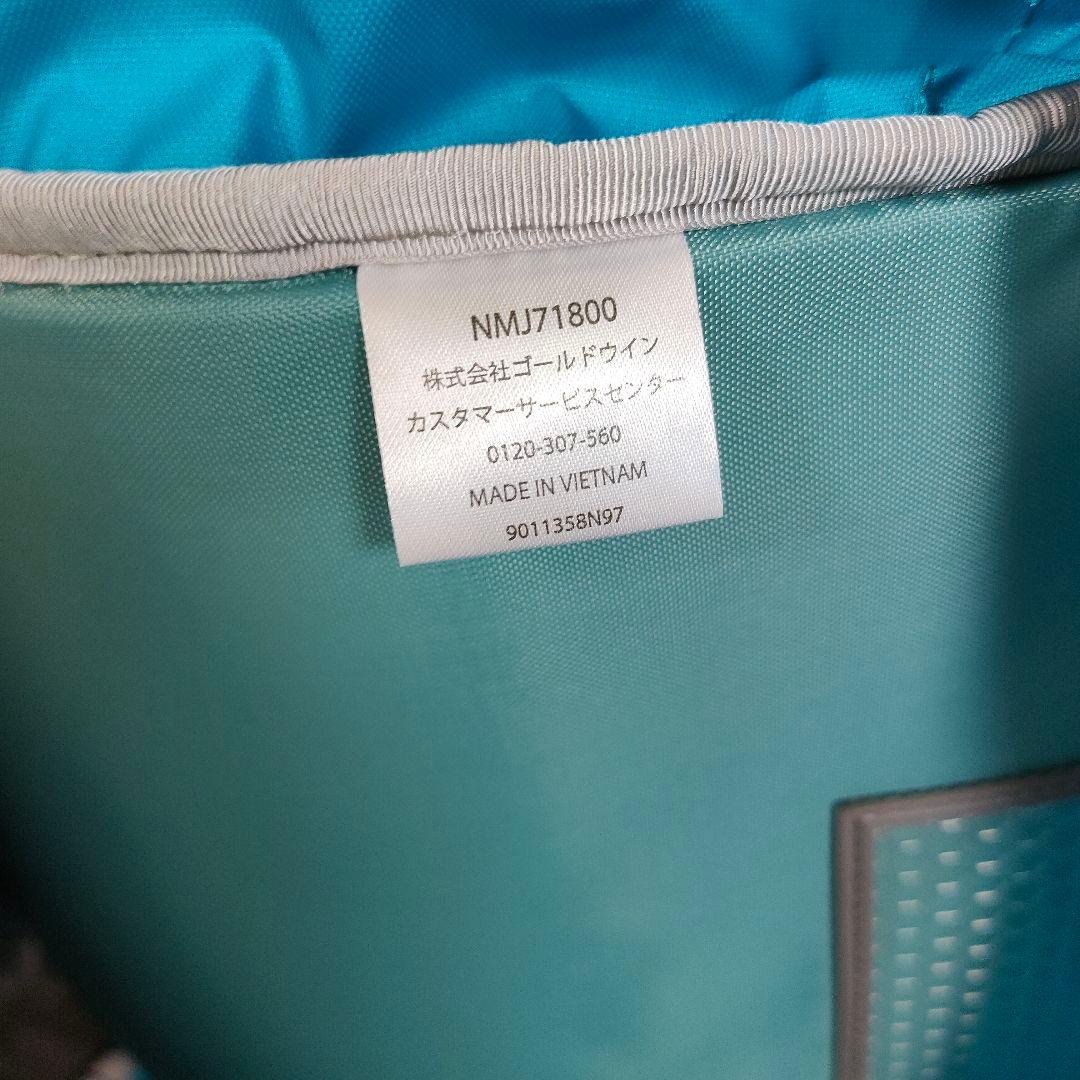 NMJ71800
株式会社ゴールドウイン
カスタマーサービスセンター
0120-307-560
MADE IN VIETNAM
9011358N97